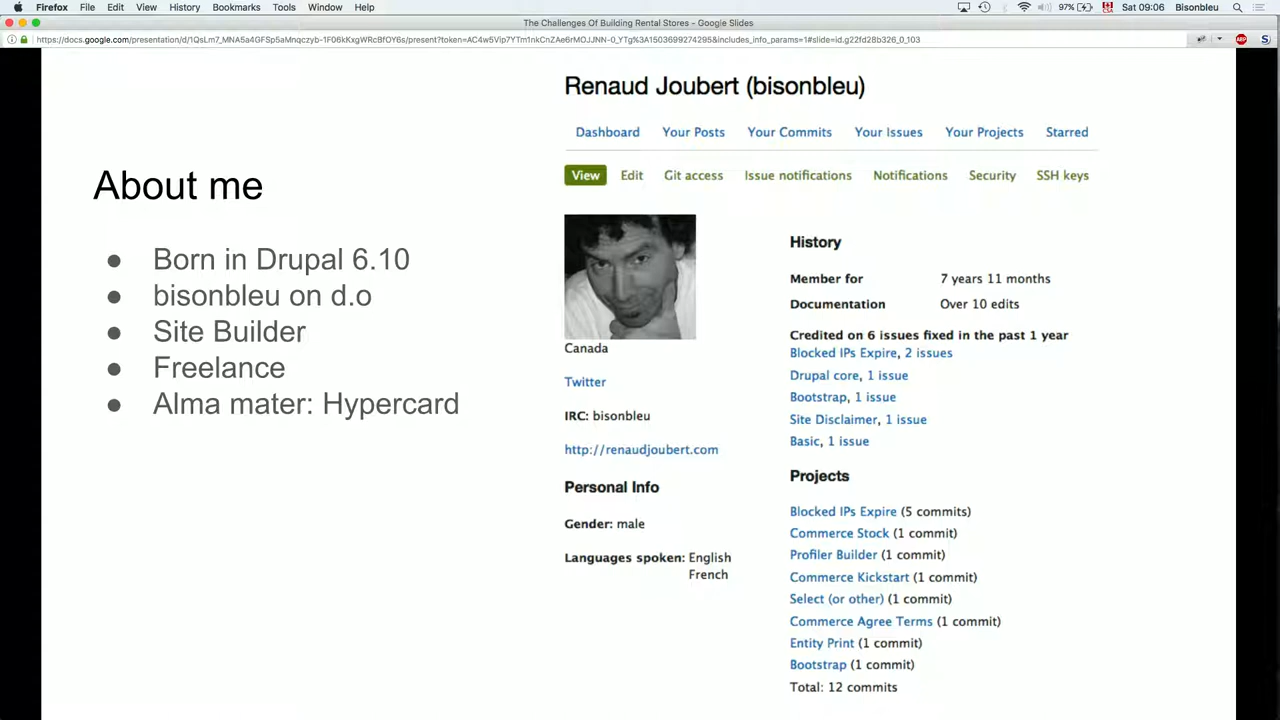 Firefox File Edit View History Bookmarks Tools Window Help 97% Sat 09:06 Bisonbleu
The Challenges Of Building Rental Stores - Google Slides
About me
● Born in Drupal 6.10
● bisonbleu on d.o
● Site Builder
● Freelance
● Alma mater: Hypercard
Renaud Joubert (bisonbleu)
Dashboard Your Posts Your Commits Your Issues Your Projects Starred
View Edit Git access Issue notifications Notifications Security SSH keys
Canada
Twitter
IRC: bisonbleu
http://renaudjoubert.com
Personal Info
Gender: male
Languages spoken: English
French
History
Member for 7 years 11 months
Documentation Over 10 edits
Credited on 6 issues fixed in the past 1 year
Blocked IPs Expire, 2 issues
Drupal core, 1 issue
Bootstrap, 1 issue
Site Disclaimer, 1 issue
Basic, 1 issue
Projects
Blocked IPs Expire (5 commits)
Commerce Stock (1 commit)
Profiler Builder (1 commit)
Commerce Kickstart (1 commit)
Select (or other) (1 commit)
Commerce Agree Terms (1 commit)
Entity Print (1 commit)
Bootstrap (1 commit)
Total: 12 commits